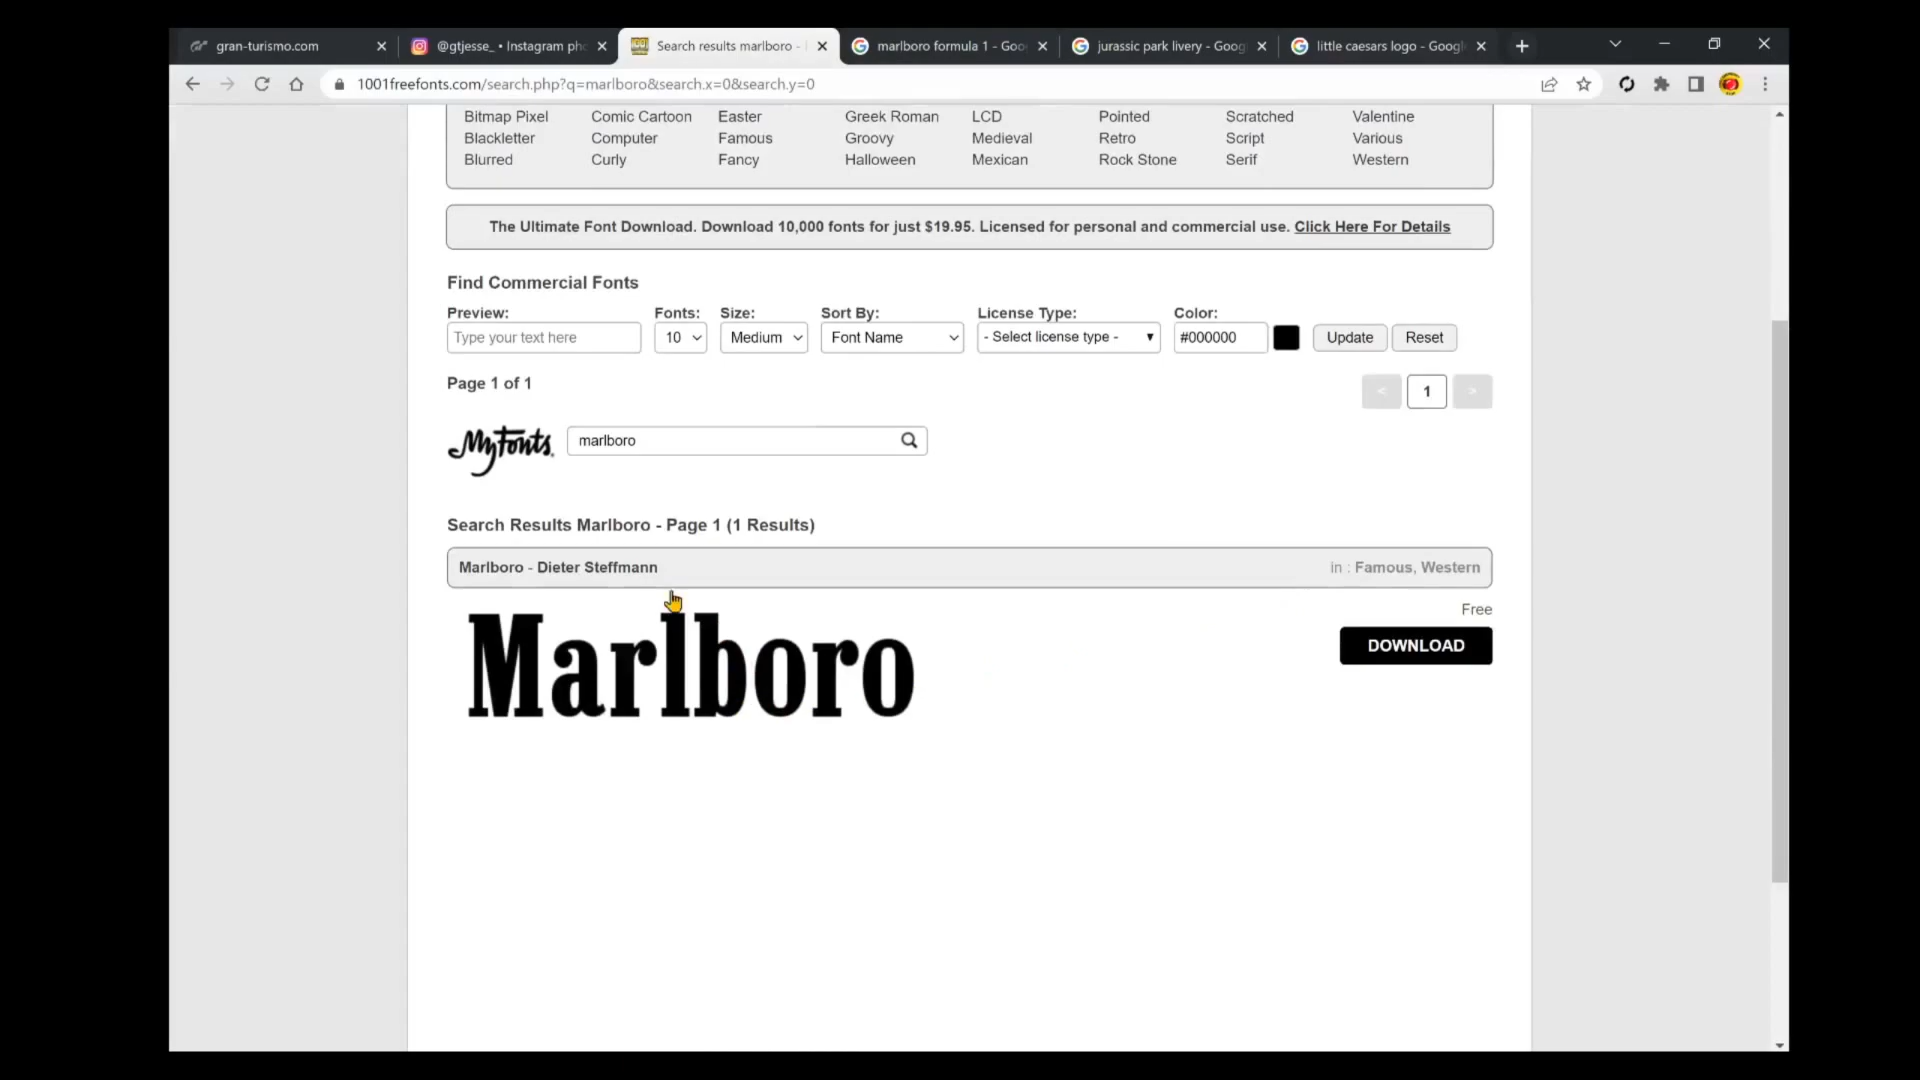 gran-turismo.com
@gtjesse_ • Instagram ph
Search results marlboro -
marlboro formula 1 - Goo
jurassic park livery - Goog
little caesars logo - Googl
1001freefonts.com/search.php?q=marlboro&search.x=0&search.y=0
Bitmap Pixel Comic Cartoon Easter Greek Roman LCD Pointed Scratched Valentine
Blackletter Computer Famous Groovy Medieval Retro Script Various
Blurred Curly Fancy Halloween Mexican Rock Stone Serif Western
The Ultimate Font Download. Download 10,000 fonts for just $19.95. Licensed for personal and commercial use. Click Here For Details
Find Commercial Fonts
Preview: Fonts: Size: Sort By: License Type: Color:
Type your text here 10 Medium Font Name - Select license type - #000000 Update Reset
Page 1 of 1
< 1 >
MyFonts. marlboro
Search Results Marlboro - Page 1 (1 Results)
Marlboro - Dieter Steffmann in : Famous, Western
Free
Marlboro
DOWNLOAD